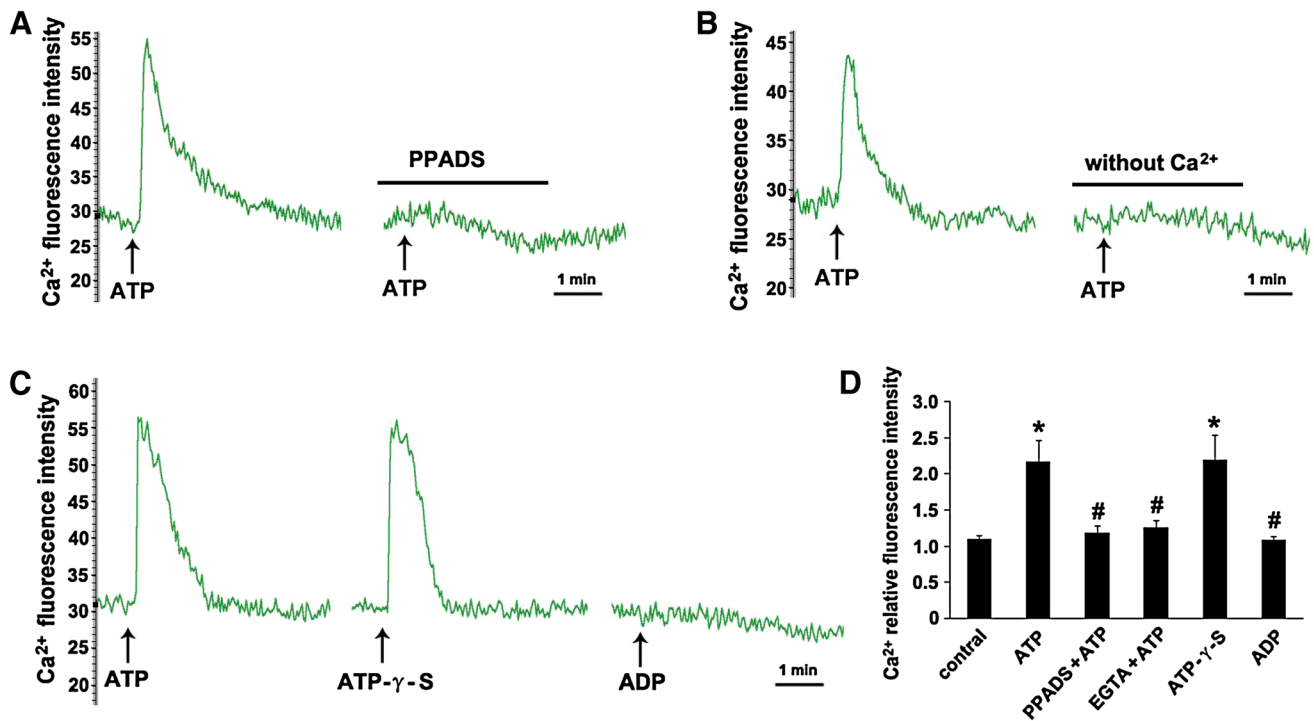 A
Ca²⁺ fluorescence intensity
55
50
45
40
35
30
25
20
ATP
PPADS
ATP
1 min
B
Ca²⁺ fluorescence intensity
45
40
35
30
25
20
ATP
without Ca²⁺
ATP
1 min
C
Ca²⁺ fluorescence intensity
60
55
50
45
40
35
30
25
20
ATP
ATP-γ-S
ADP
1 min
D
Ca²⁺ relative fluorescence intensity
3.0
2.5
2.0
1.5
1.0
0.5
0
*
#
#
*
#
contral
ATP
PPADS+ATP
EGTA+ATP
ATP-γ-S
ADP